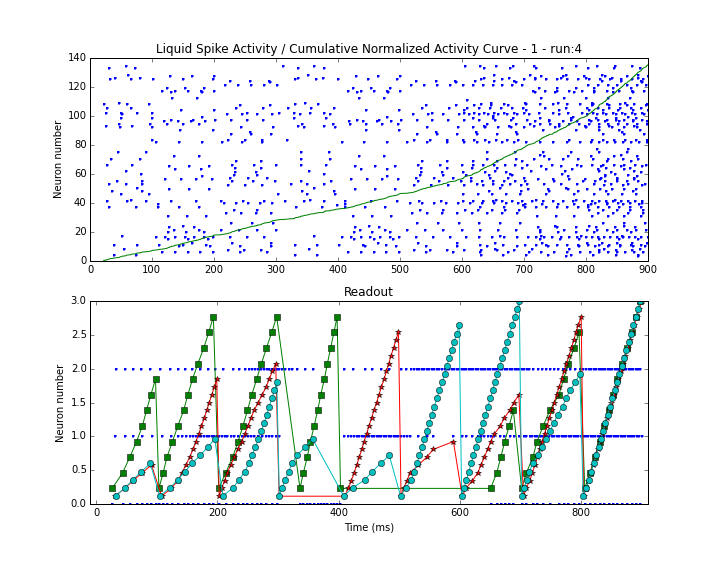 Liquid Spike Activity / Cumulative Normalized Activity Curve - 1 - run:4
140
120
100
80
60
40
20
0
Neuron number
0 100 200 300 400 500 600 700 800 900
Readout
3.0
2.5
2.0
1.5
1.0
0.5
0.0
Neuron number
0 200 400 600 800
Time (ms)